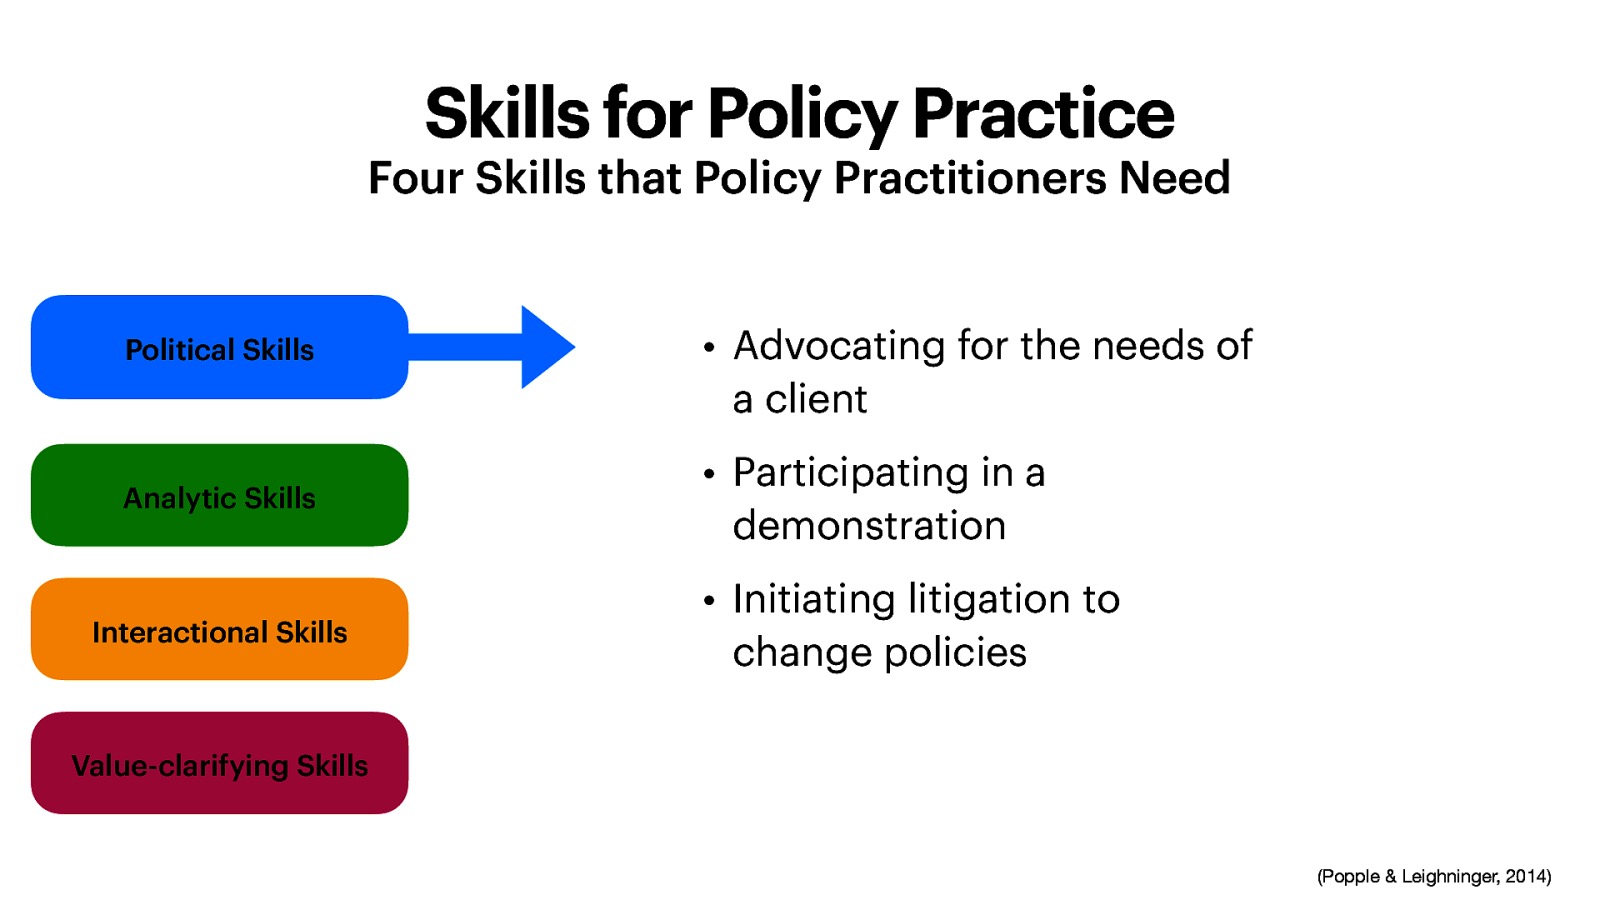 Skills for Policy Practice
Four Skills that Policy Practitioners Need
Political Skills
Analytic Skills
Interactional Skills
Value-clarifying Skills
• Advocating for the needs of
a client
• Participating in a
demonstration
• Initiating litigation to
change policies
(Popple & Leighninger, 2014)